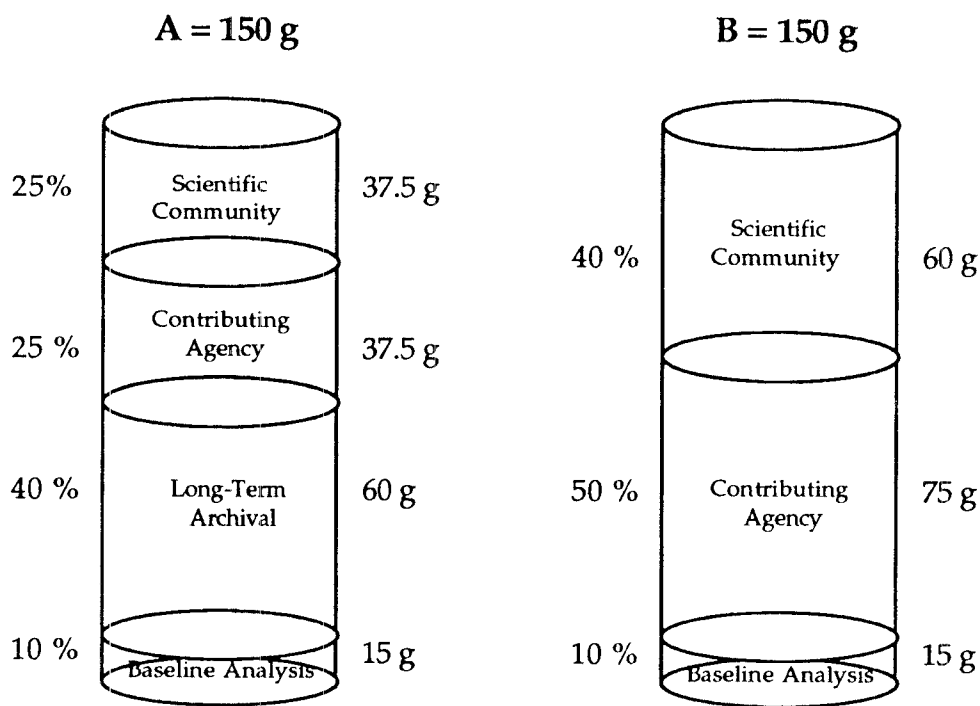 A = 150 g
25%
Scientific
Community
37.5 g
25 %
Contributing
Agency
37.5 g
40 %
Long-Term
Archival
60 g
10 %
Baseline Analysis
15 g
B = 150 g
40 %
Scientific
Community
60 g
50 %
Contributing
Agency
75 g
10 %
Baseline Analysis
15 g